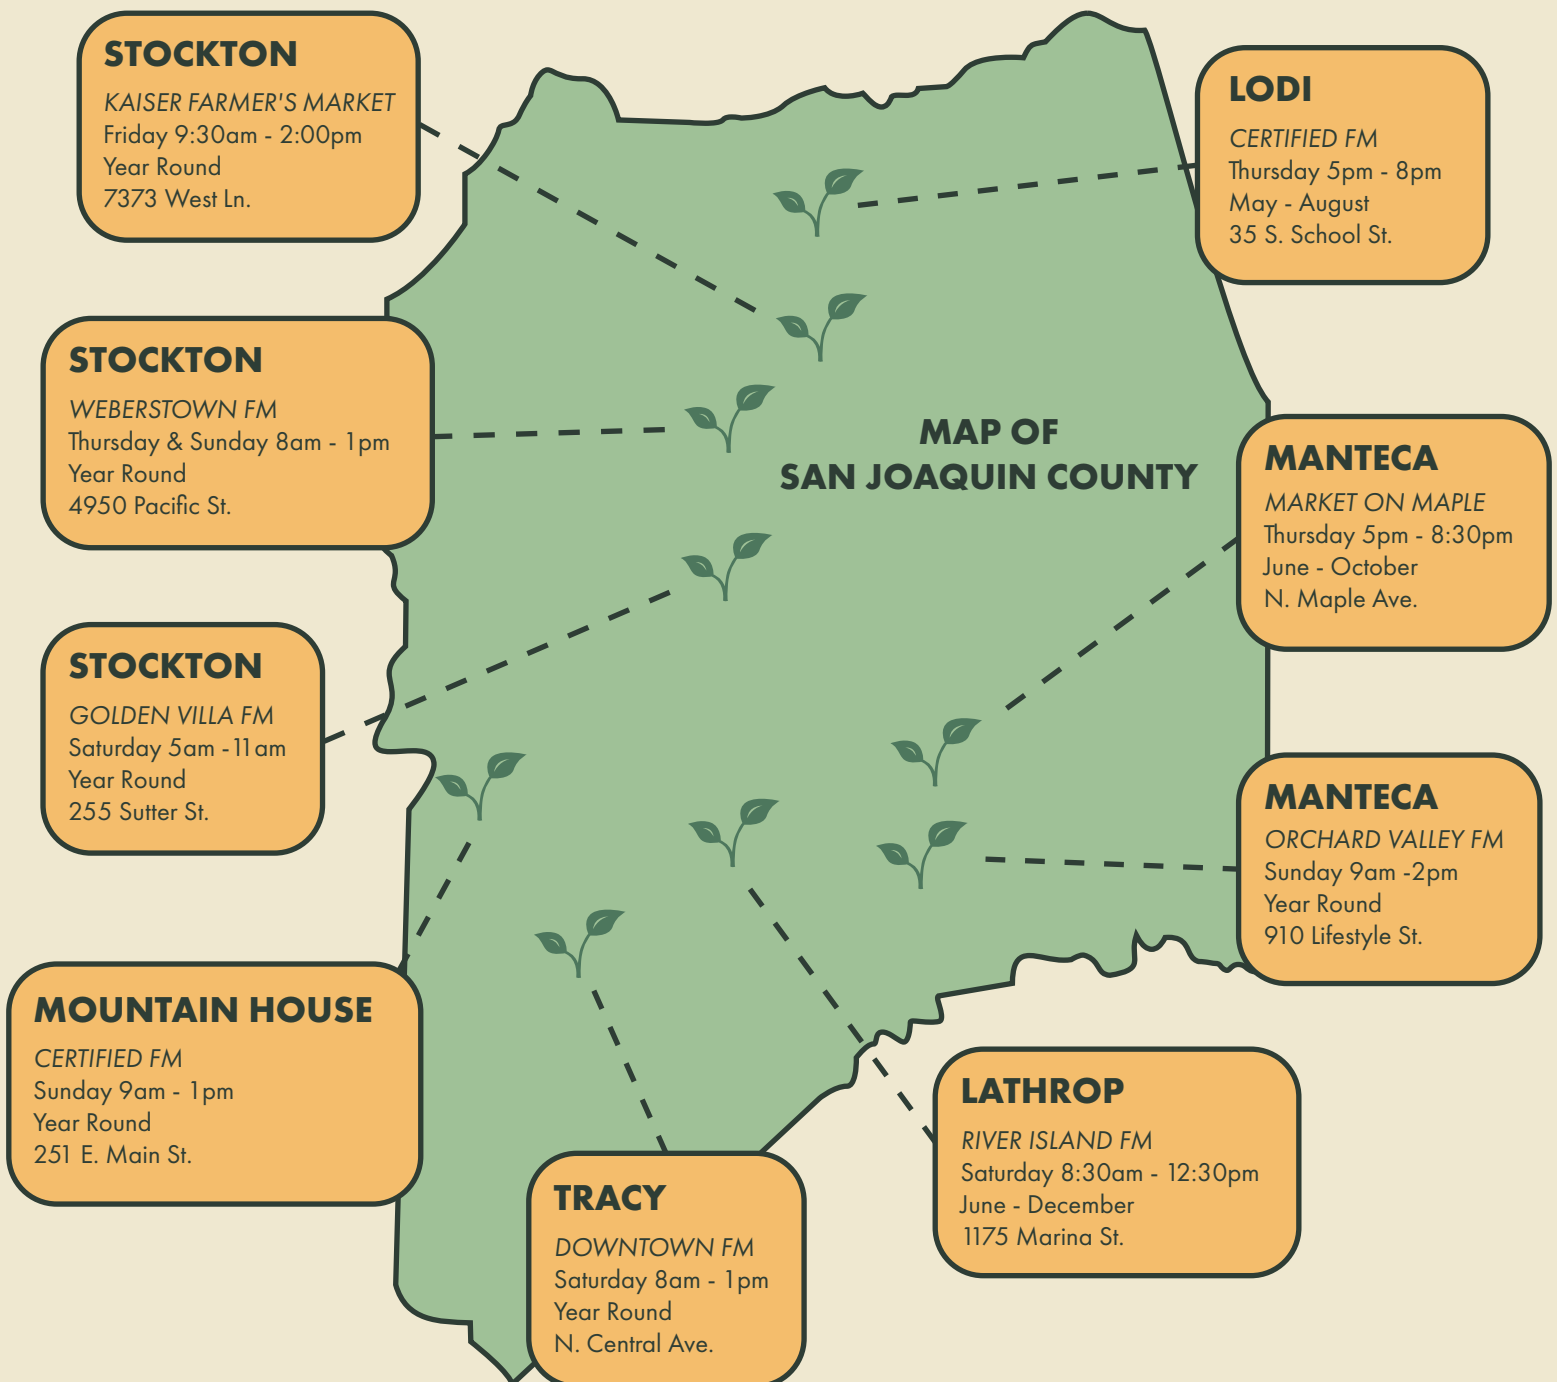 STOCKTON
KAISER FARMER'S MARKET
Friday 9:30am - 2:00pm
Year Round
7373 West Ln.
LODI
CERTIFIED FM
Thursday 5pm - 8pm
May - August
35 S. School St.
STOCKTON
WEBERSTOWN FM
Thursday & Sunday 8am - 1pm
Year Round
4950 Pacific St.
MAP OF
SAN JOAQUIN COUNTY
MANTECA
MARKET ON MAPLE
Thursday 5pm - 8:30pm
June - October
N. Maple Ave.
STOCKTON
GOLDEN VILLA FM
Saturday 5am -11am
Year Round
255 Sutter St.
MANTECA
ORCHARD VALLEY FM
Sunday 9am -2pm
Year Round
910 Lifestyle St.
MOUNTAIN HOUSE
CERTIFIED FM
Sunday 9am - 1pm
Year Round
251 E. Main St.
LATHROP
RIVER ISLAND FM
Saturday 8:30am - 12:30pm
June - December
1175 Marina St.
TRACY
DOWNTOWN FM
Saturday 8am - 1pm
Year Round
N. Central Ave.